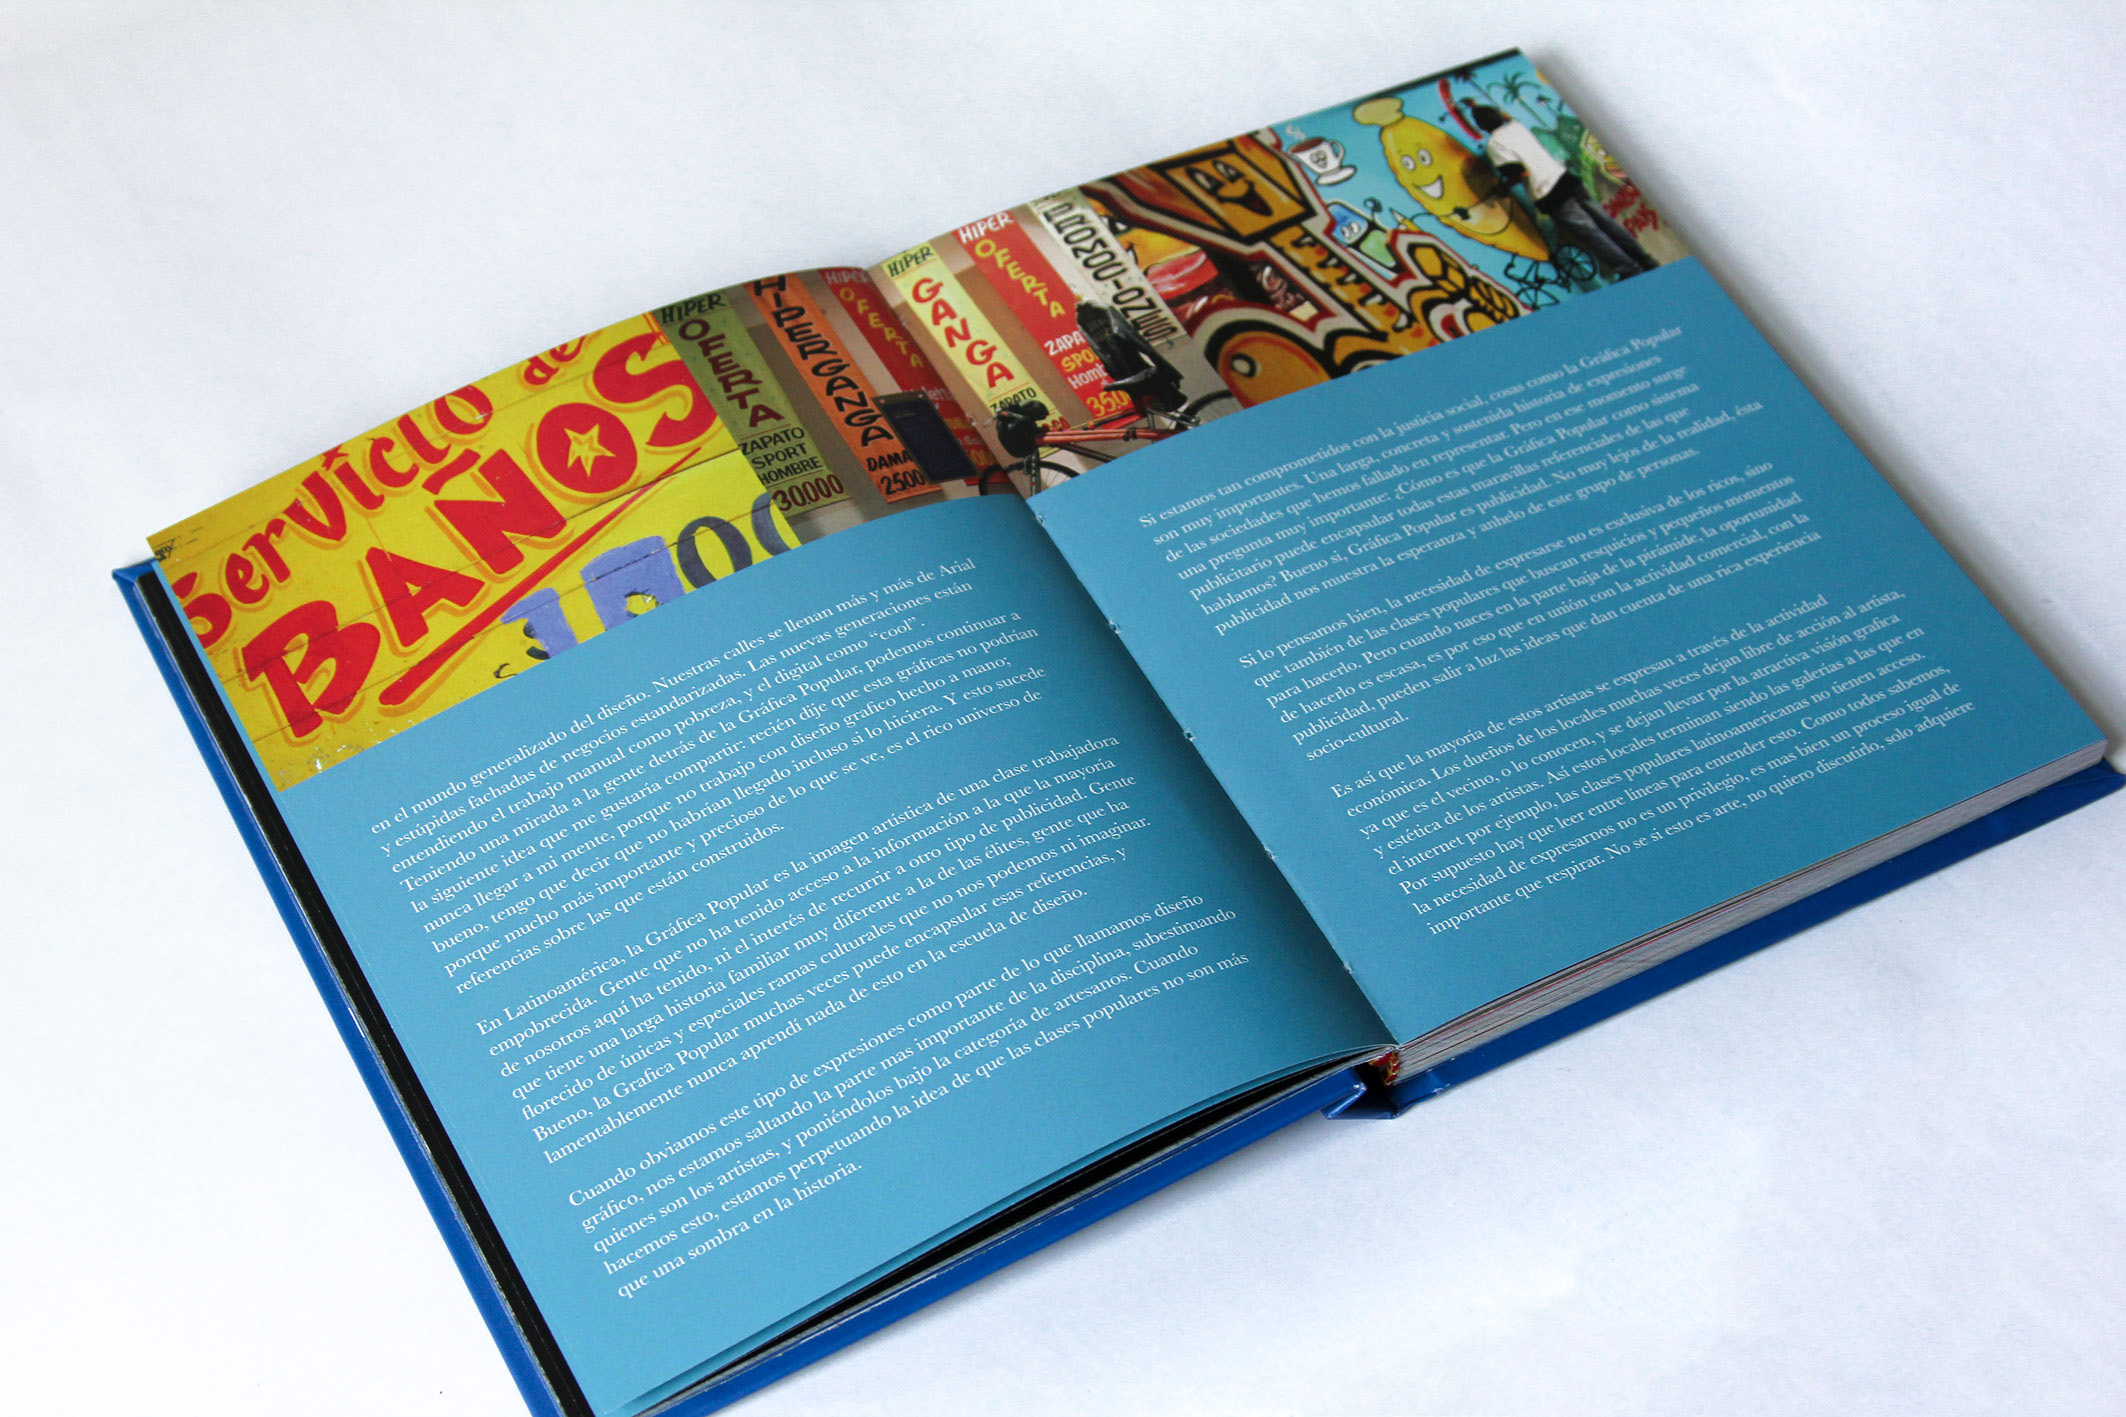 Servicio de
BAÑOS
$100
HIPER
OFERTA
ZAPATO
SPORT
HOMBRE
30.000
HIPERGANGA
DAMA
2500
HIPER
OFERTA
HIPER
GANGA
ZAPATO
HIPER
OFERTA
ZAPA
SPO
Homb
35.0
en el mundo generalizado del diseño. Nuestras calles se llenan más y más de Arial
y estúpidas fachadas de negocios estandarizadas. Las nuevas generaciones están
entendiendo el trabajo manual como pobreza, y el digital como “cool”.
Teniendo una mirada a la gente detrás de la Gráfica Popular, podemos continuar a
la siguiente idea que me gustaría compartir: recién dije que esta gráficas no podrían
nunca llegar a mi mente, porque no trabajo con diseño grafico hecho a mano;
bueno, tengo que decir que no habrían llegado incluso si lo hiciera. Y esto sucede
porque mucho más importante y precioso de lo que se ve, es el rico universo de
referencias sobre las que están construidos.
En Latinoamérica, la Gráfica Popular es la imagen artística de una clase trabajadora
empobrecida. Gente que no ha tenido acceso a la información a la que la mayoría
de nosotros aquí ha tenido, ni el interés de recurrir a otro tipo de publicidad. Gente
que tiene una larga historia familiar muy diferente a la de las élites, gente que ha
florecido de únicas y especiales ramas culturales que no nos podemos ni imaginar.
Bueno, la Grafica Popular muchas veces puede encapsular esas referencias, y
lamentablemente nunca aprendí nada de esto en la escuela de diseño.
Cuando obviamos este tipo de expresiones como parte de lo que llamamos diseño
gráfico, nos estamos saltando la parte mas importante de la disciplina, subestimando
quienes son los artistas, y poniéndolos bajo la categoría de artesanos. Cuando
hacemos esto, estamos perpetuando la idea de que las clases populares no son más
que una sombra en la historia.
Si estamos tan comprometidos con la justicia social, cosas como la Gráfica Popular
son muy importantes. Una larga, concreta y sostenida historia de expresiones
de las sociedades que hemos fallado en representar. Pero en ese momento surge
una pregunta muy importante: ¿Cómo es que la Gráfica Popular como sistema
publicitario puede encapsular todas estas maravillas referenciales de las que
hablamos? Bueno si, Gráfica Popular es publicidad. No muy lejos de la realidad, ésta
publicidad nos muestra la esperanza y anhelo de este grupo de personas.
Si lo pensamos bien, la necesidad de expresarse no es exclusiva de los ricos, sino
que también de las clases populares que buscan resquicios y pequeños momentos
para hacerlo. Pero cuando naces en la parte baja de la pirámide, la oportunidad
de hacerlo es escasa, es por eso que en unión con la actividad comercial, con la
publicidad, pueden salir a luz las ideas que dan cuenta de una rica experiencia
socio-cultural.
Es así que la mayoría de estos artistas se expresan a través de la actividad
económica. Los dueños de los locales muchas veces dejan libre de acción al artista,
ya que es el vecino, o lo conocen, y se dejan llevar por la atractiva visión grafica
y estética de los artistas. Así estos locales terminan siendo las galerías a las que en
el internet por ejemplo, las clases populares latinoamericanas no tienen acceso.
Por supuesto hay que leer entre líneas para entender esto. Como todos sabemos,
la necesidad de expresarnos no es un privilegio, es mas bien un proceso igual de
importante que respirar. No se si esto es arte, no quiero discutirlo, solo adquiere